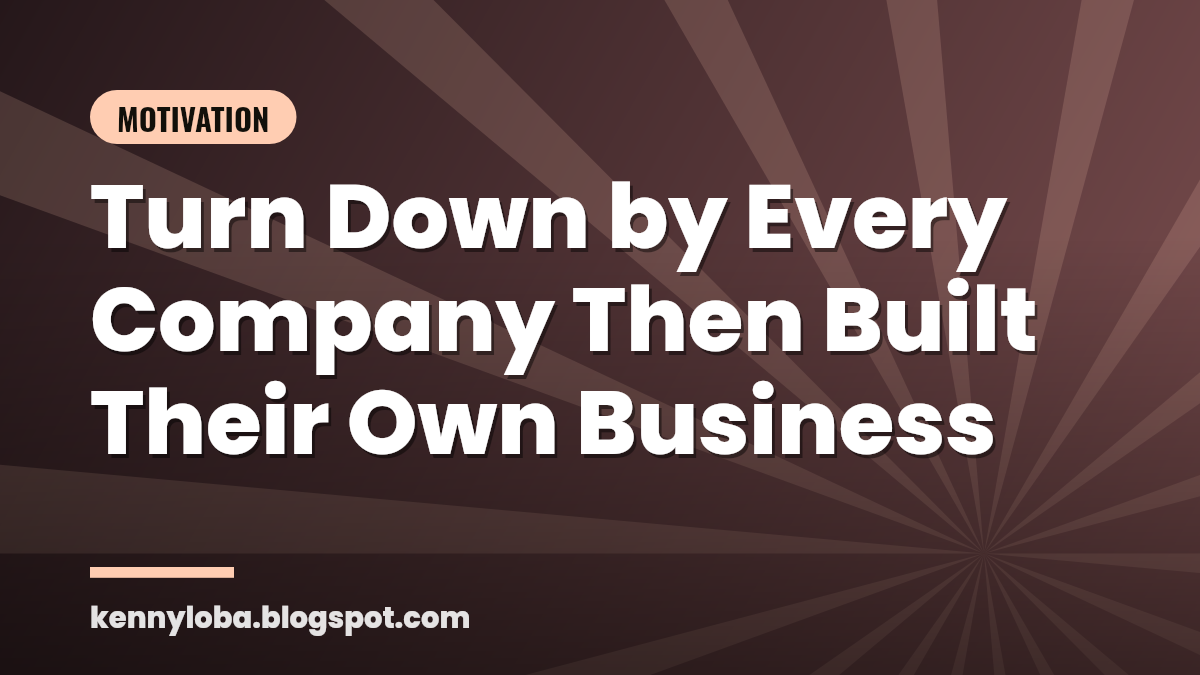 MOTIVATION
Turn Down by Every
Company Then Built
Their Own Business
kennyloba.blogspot.com